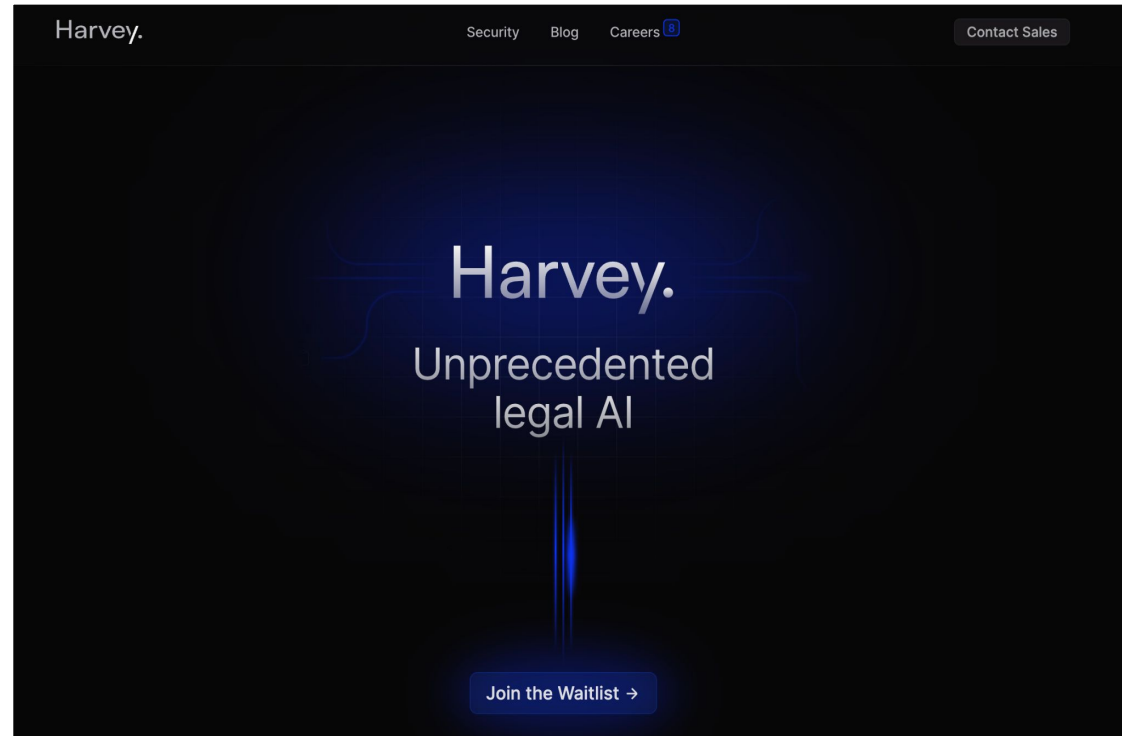 Harvey.
Security Blog Careers 8
Contact Sales
Harvey.
Unprecedented
legal AI
Join the Waitlist →